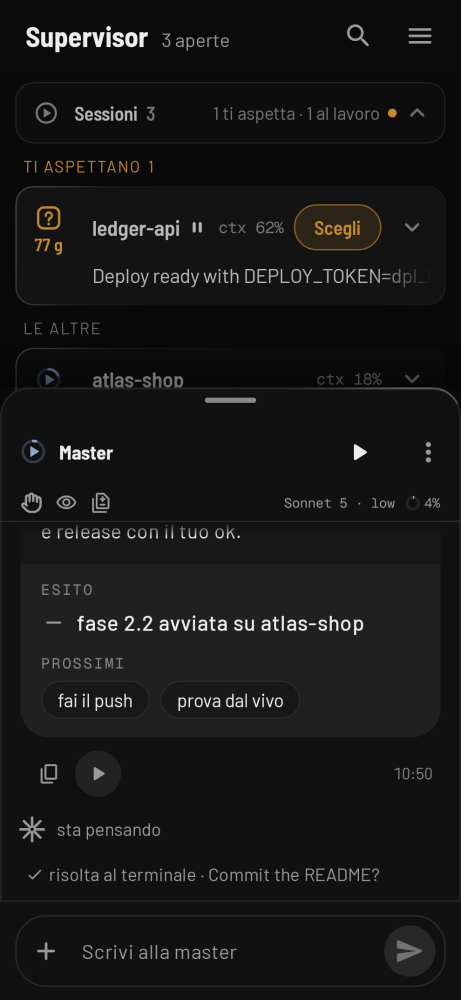 Supervisor 3 aperte
Sessioni 3 1 ti aspetta · 1 al lavoro
TI ASPETTANO 1
ledger-api ctx 62% Scegli
77 g
Deploy ready with DEPLOY_TOKEN=dpl_
LE ALTRE
atlas-shop ctx 18%
Master
Sonnet 5 · low 4%
e release con il tuo ok.
ESITO
— fase 2.2 avviata su atlas-shop
PROSSIMI
fai il push prova dal vivo
10:50
sta pensando
✓ risolta al terminale · Commit the README?
Scrivi alla master